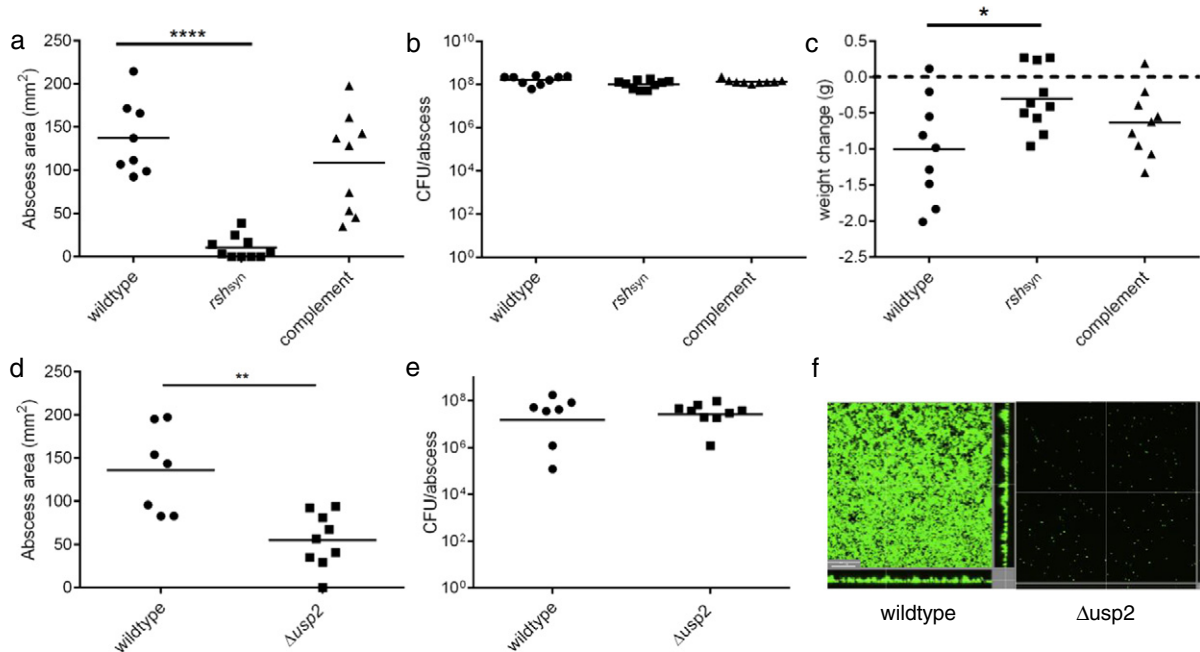 a
Abscess area (mm²)
250
200
150
100
50
0
****
wildtype
rshsyn
complement
b
CFU/abscess
10¹⁰
10⁸
10⁶
10⁴
10²
10⁰
wildtype
rshsyn
complement
c
weight change (g)
0.5
0.0
-0.5
-1.0
-1.5
-2.0
-2.5
*
wildtype
rshsyn
complement
d
Abscess area (mm²)
250
200
150
100
50
0
**
wildtype
Δusp2
e
CFU/abscess
10⁸
10⁶
10⁴
10²
10⁰
wildtype
Δusp2
f
wildtype
Δusp2